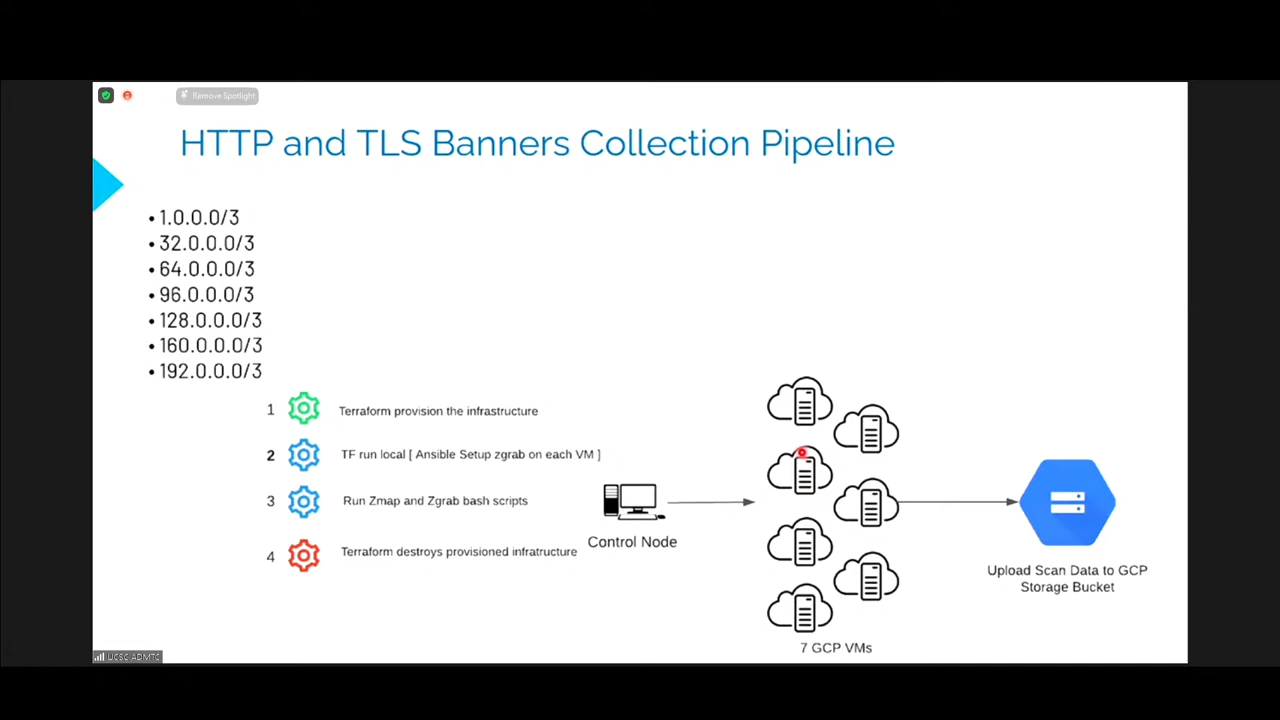 Remove Spotlight
HTTP and TLS Banners Collection Pipeline
• 1.0.0.0/3
• 32.0.0.0/3
• 64.0.0.0/3
• 96.0.0.0/3
• 128.0.0.0/3
• 160.0.0.0/3
• 192.0.0.0/3
1 Terraform provision the infrastructure
2 TF run local [ Ansible Setup zgrab on each VM ]
3 Run Zmap and Zgrab bash scripts
4 Terraform destroys provisioned infratructure
Control Node
7 GCP VMs
Upload Scan Data to GCP
Storage Bucket
UCSC ADMTC